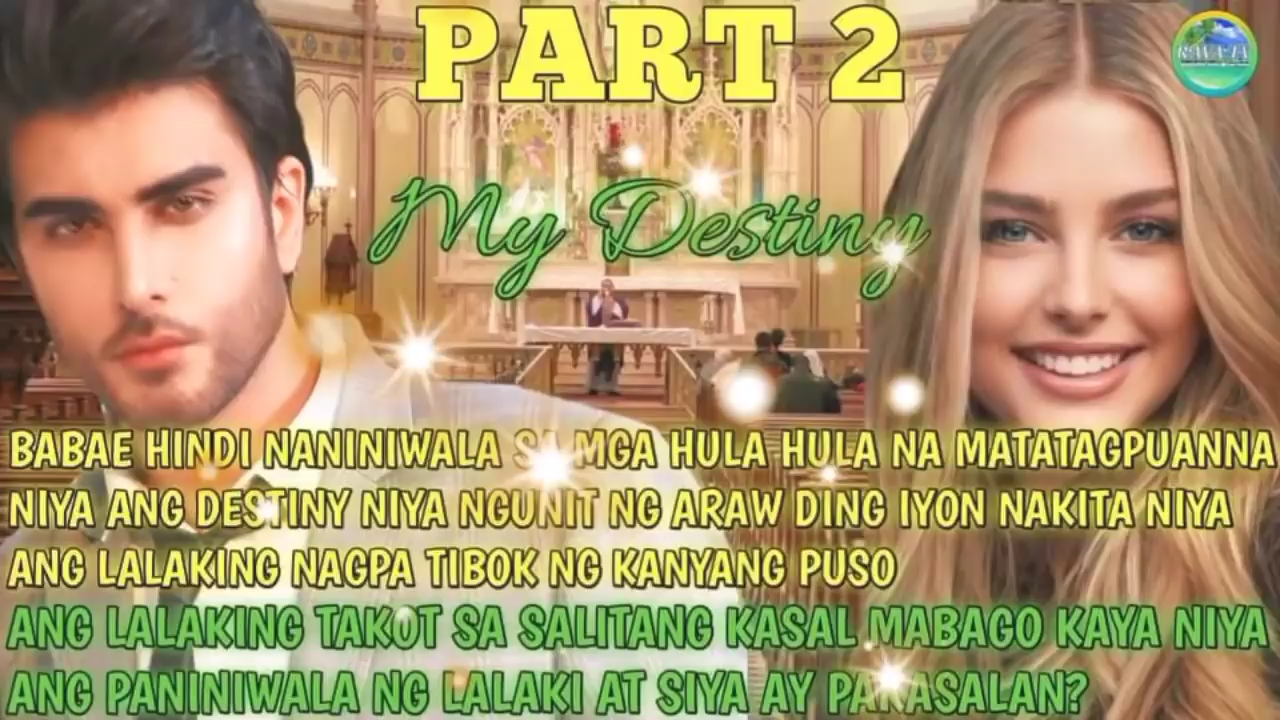 PART 2
My Destiny
BABAE HINDI NANINIWALA SA MGA HULA HULA NA MATATAGPUANNA
NIYA ANG DESTINY NIYA NGUNIT NG ARAW DING IYON NAKITA NIYA
ANG LALAKING NAGPA TIBOK NG KANYANG PUSO
ANG LALAKING TAKOT SA SALITANG KASAL MABAGO KAYA NIYA
ANG PANINIWALA NG LALAKI AT SIYA AY PAKASALAN?